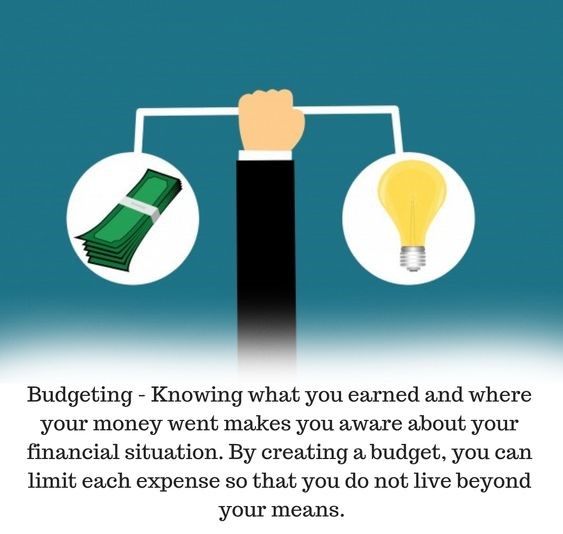 Budgeting - Knowing what you earned and where
your money went makes you aware about your
financial situation. By creating a budget, you can
limit each expense so that you do not live beyond
your means.